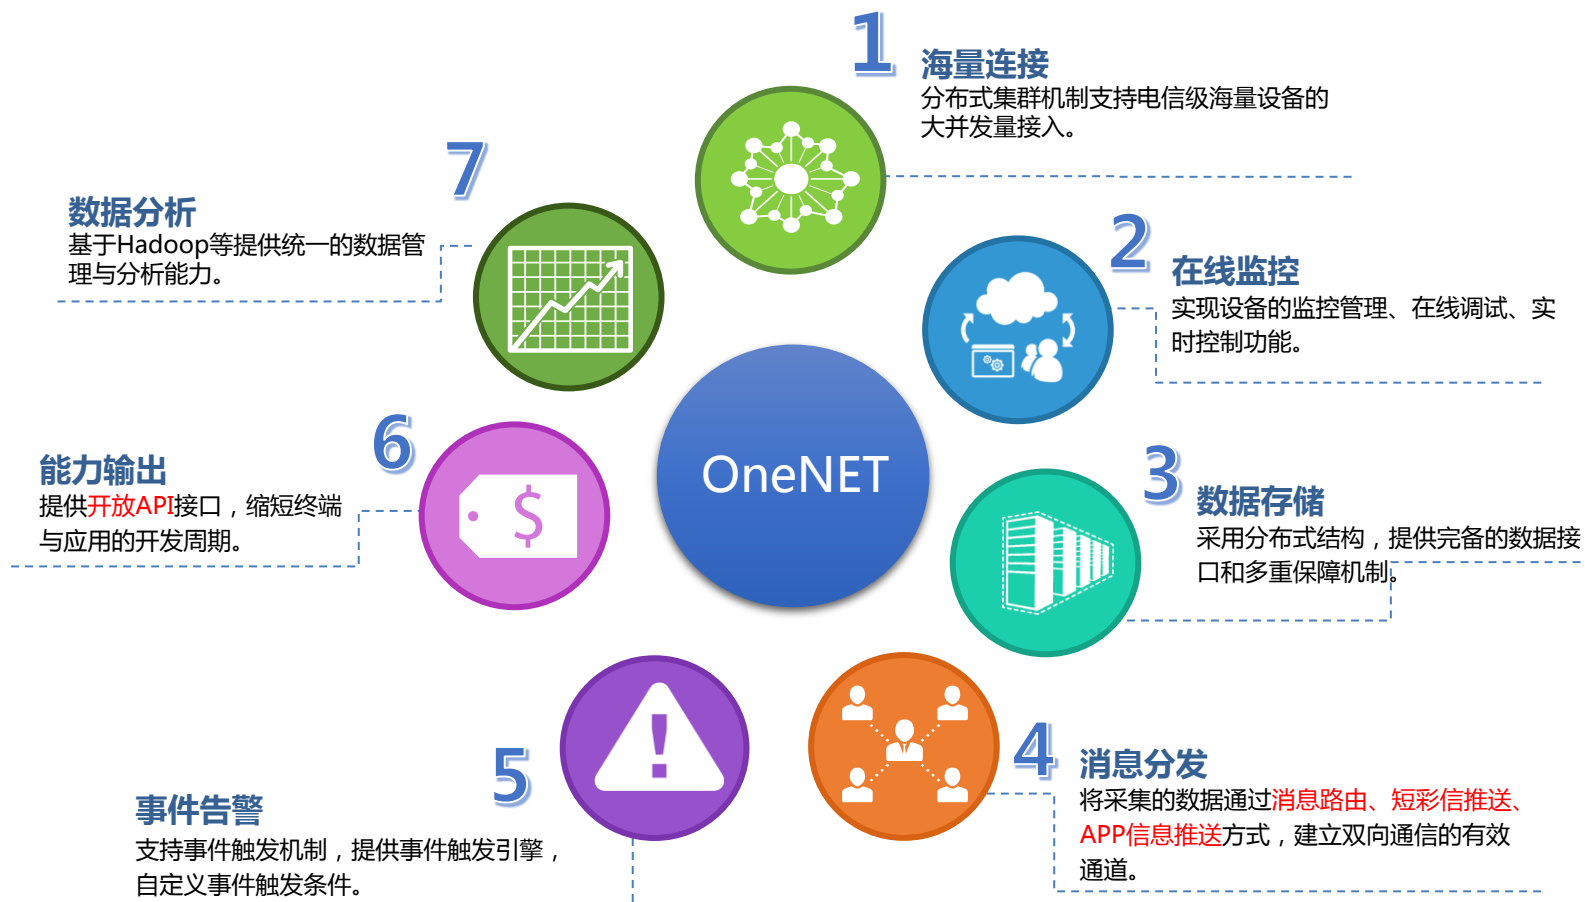 1
海量连接
分布式集群机制支持电信级海量设备的
大并发量接入。
2
在线监控
实现设备的监控管理、在线调试、实
时控制功能。
3
数据存储
采用分布式结构，提供完备的数据接
口和多重保障机制。
4
消息分发
将采集的数据通过消息路由、短彩信推送、
APP信息推送方式，建立双向通信的有效
通道。
5
事件告警
支持事件触发机制，提供事件触发引擎，
自定义事件触发条件。
6
能力输出
提供开放API接口，缩短终端
与应用的开发周期。
$
7
数据分析
基于Hadoop等提供统一的数据管
理与分析能力。
OneNET